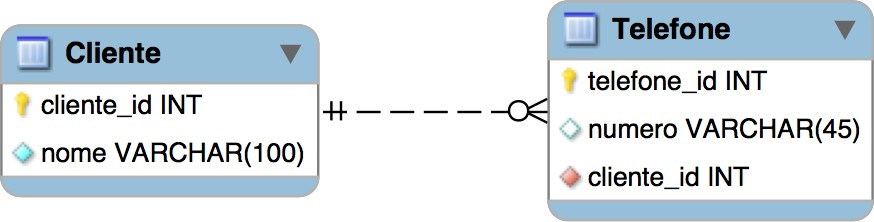 Cliente
cliente_id INT
nome VARCHAR(100)
Telefone
telefone_id INT
numero VARCHAR(45)
cliente_id INT